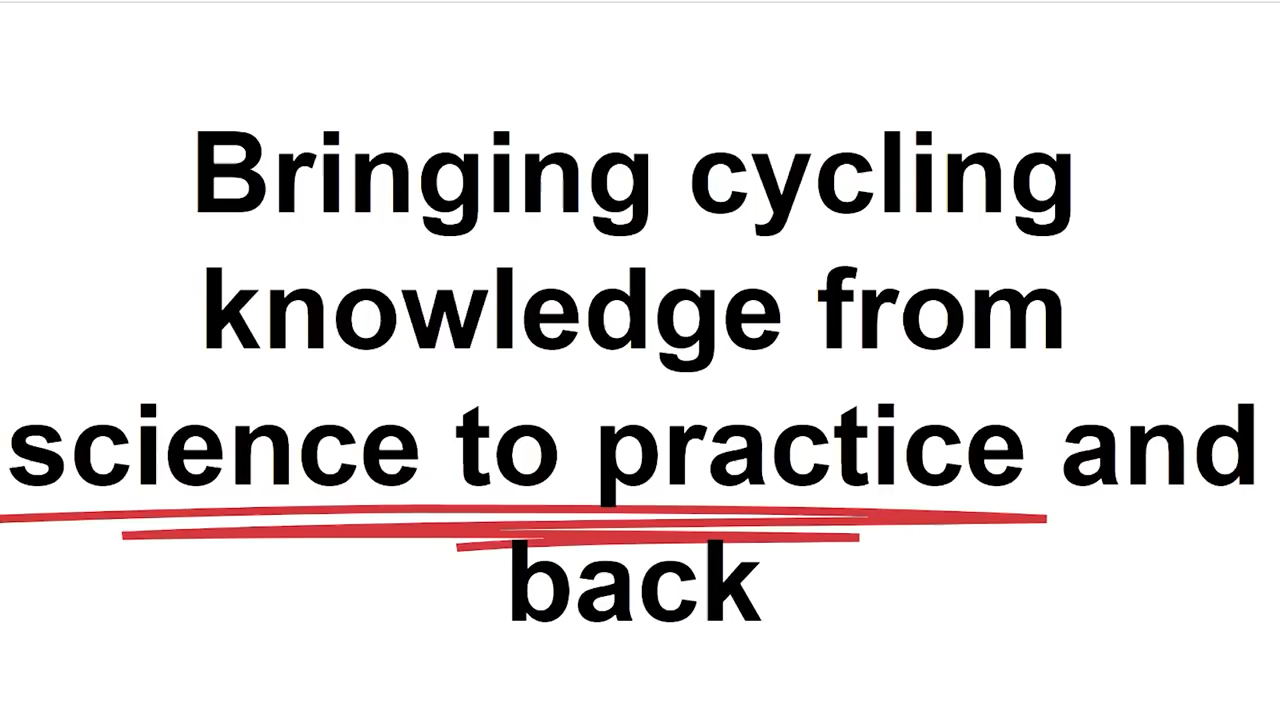 Bringing cycling
knowledge from
science to practice and
back